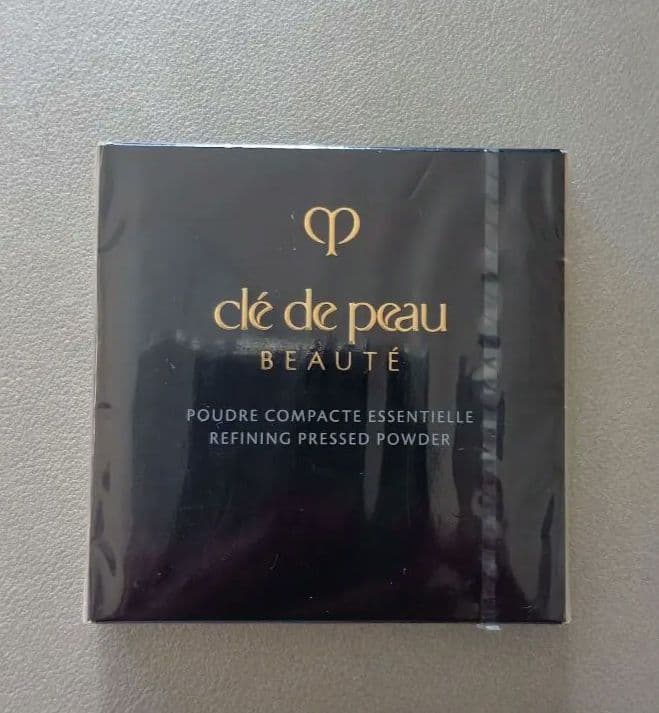 clé de peau
BEAUTÉ
POUDRE COMPACTE ESSENTIELLE
REFINING PRESSED POWDER